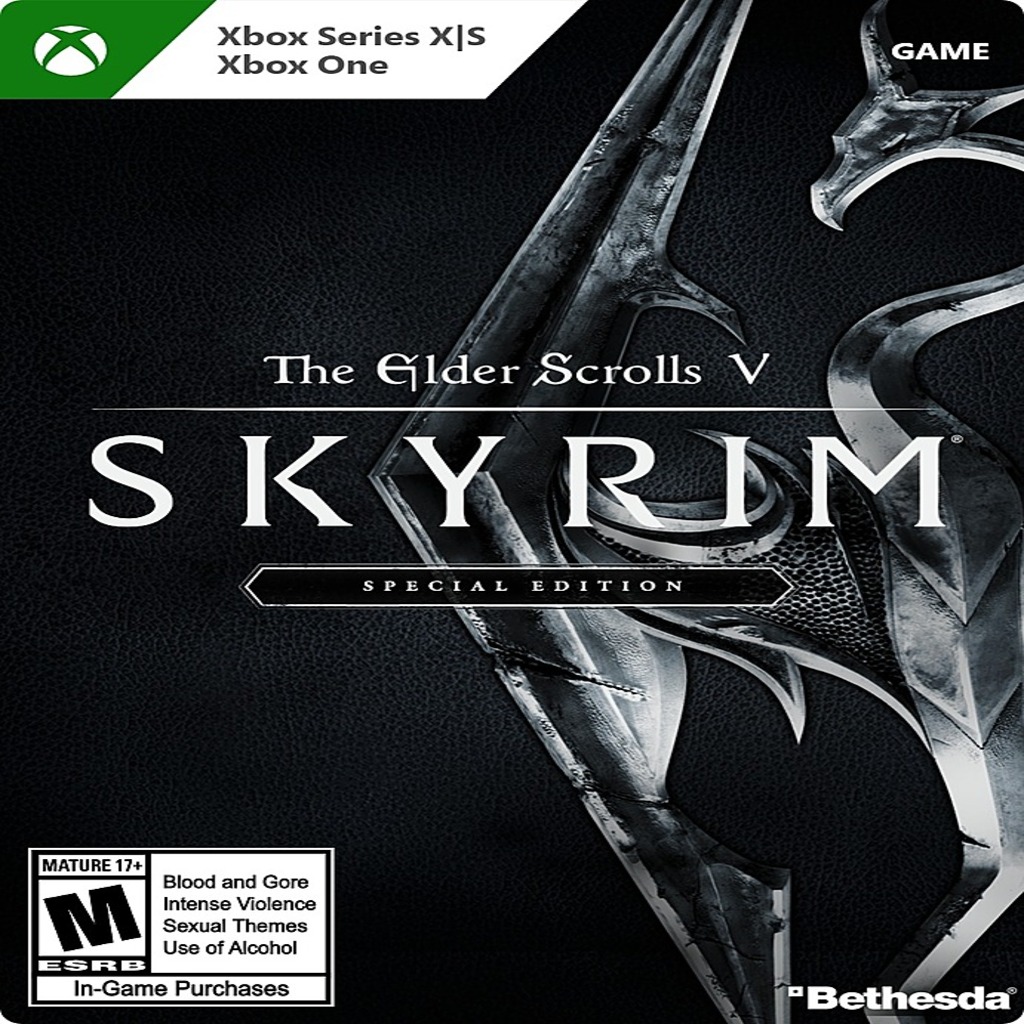 Xbox Series X|S
Xbox One
GAME
The Elder Scrolls V
SKYRIM®
SPECIAL EDITION
MATURE 17+
M
ESRB
Blood and Gore
Intense Violence
Sexual Themes
Use of Alcohol
In-Game Purchases
Bethesda®